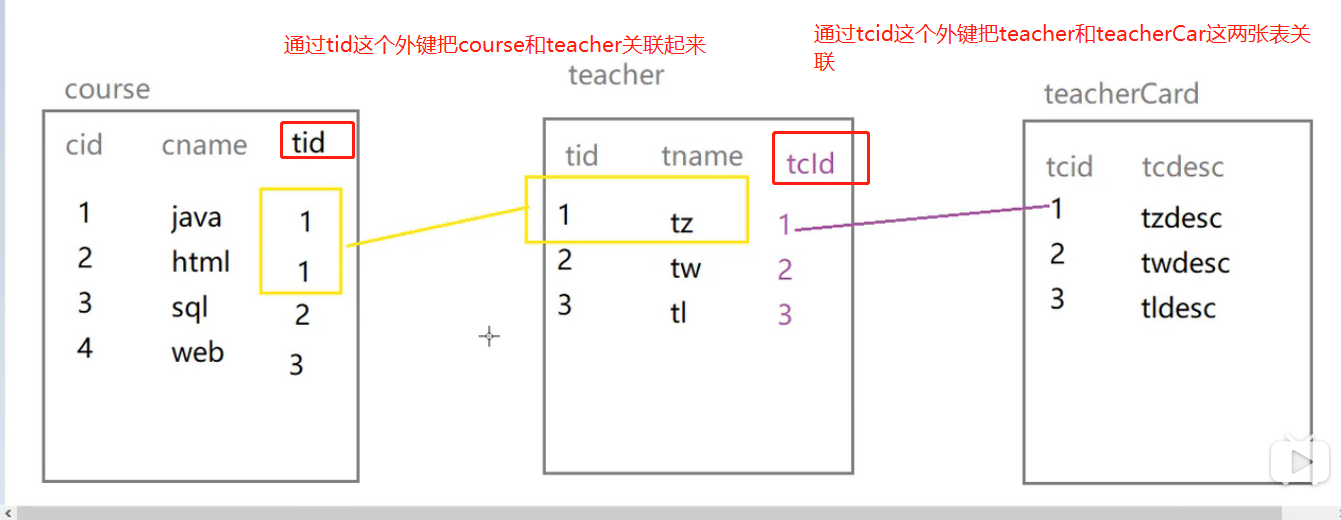 通过tid这个外键把course和teacher关联起来
通过tcid这个外键把teacher和teacherCar这两张表关
联
course
cid cname tid
1 java 1
2 html 1
3 sql 2
4 web 3
teacher
tid tname tcId
1 tz 1
2 tw 2
3 tl 3
teacherCard
tcid tcdesc
1 tzdesc
2 twdesc
3 tldesc